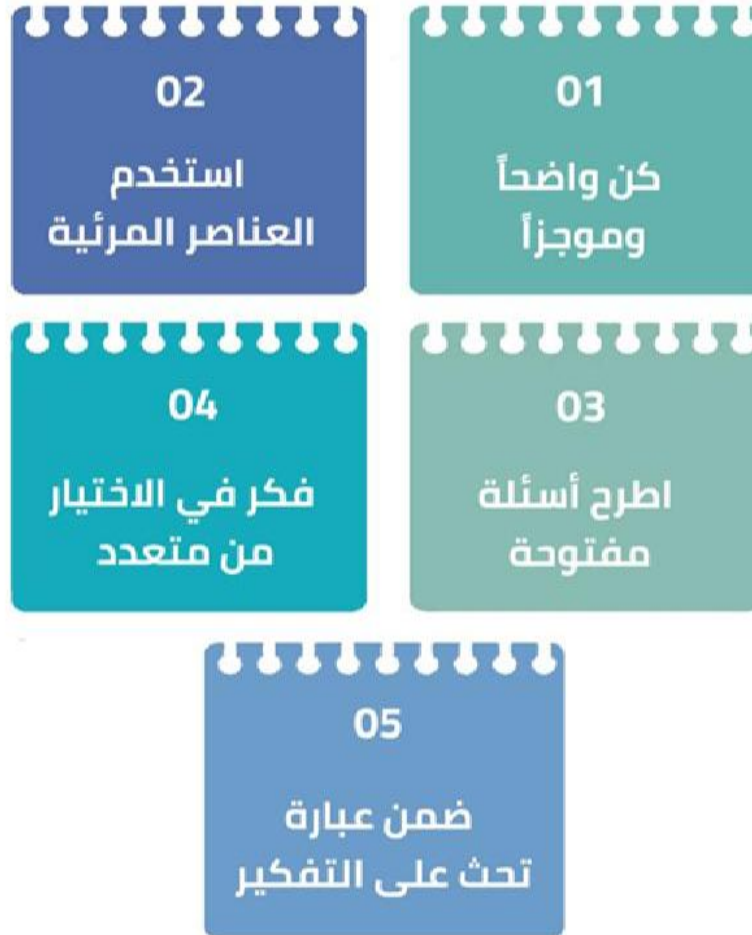 01
كن واضحاً
وموجزاً
02
استخدم
العناصر المرئية
03
اطرح أسئلة
مفتوحة
04
فكر في الاختيار
من متعدد
05
ضمن عبارة
تحث على التفكير